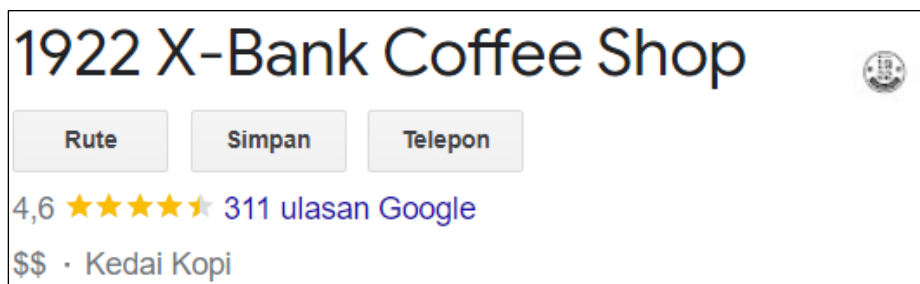 1922 X-Bank Coffee Shop
Rute Simpan Telepon
4,6 311 ulasan Google
$$ · Kedai Kopi